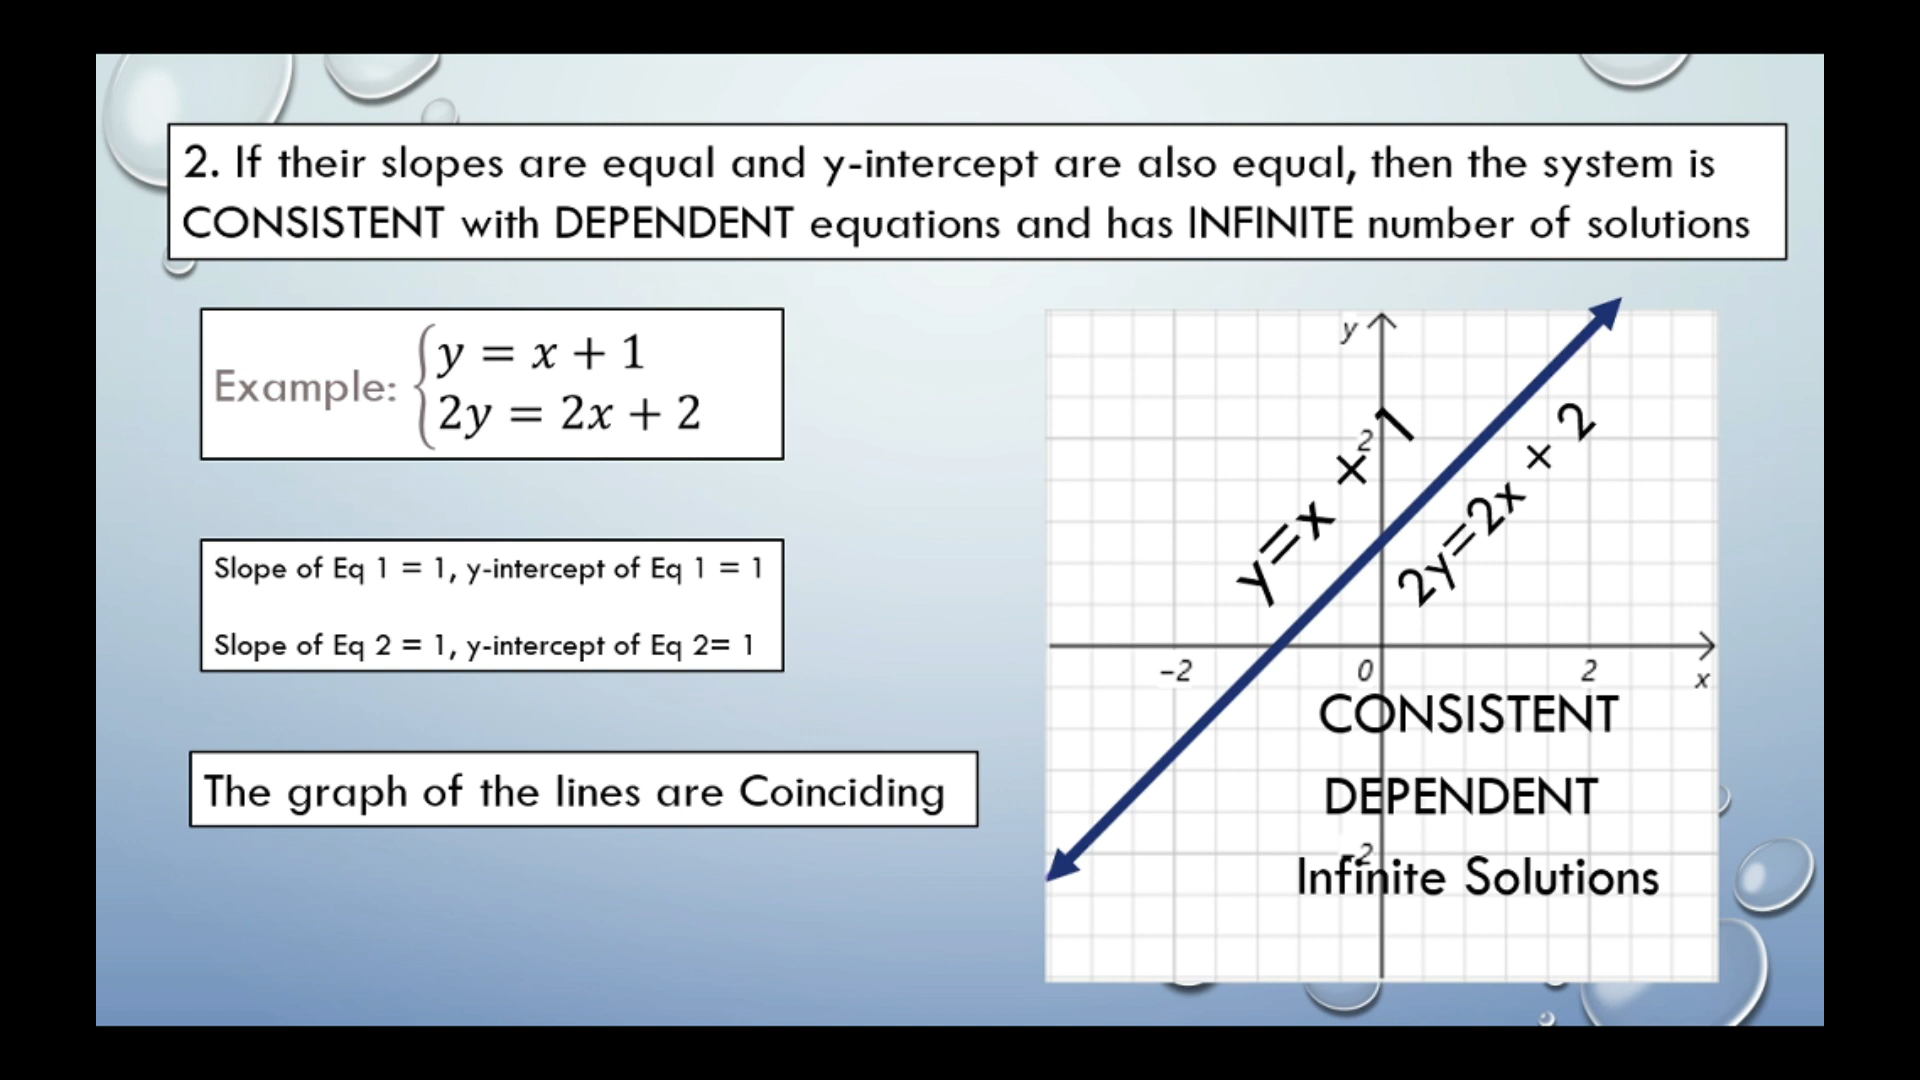 2. If their slopes are equal and y-intercept are also equal, then the system is
CONSISTENT with DEPENDENT equations and has INFINITE number of solutions
Example: y = x + 1
2y = 2x + 2
Slope of Eq 1 = 1, y-intercept of Eq 1 = 1
Slope of Eq 2 = 1, y-intercept of Eq 2= 1
The graph of the lines are Coinciding
y
2
y=x + 1
2y=2x + 2
-2
0
2
x
CONSISTENT
DEPENDENT
-2
Infinite Solutions